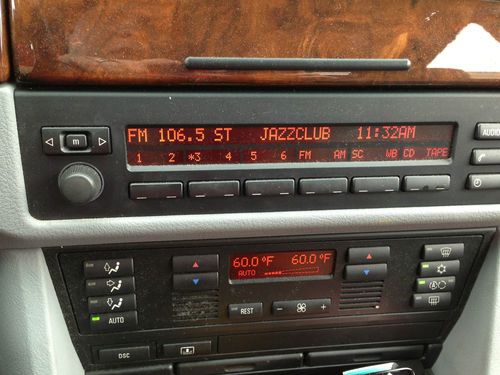 FM 106.5 ST JAZZCLUB 11:32AM
1 2 *3 4 5 6 FM AM SC WB CD TAPE
m
AUDIO
60.0°F 60.0°F
AUTO
AUTO
REST
- +
DSC